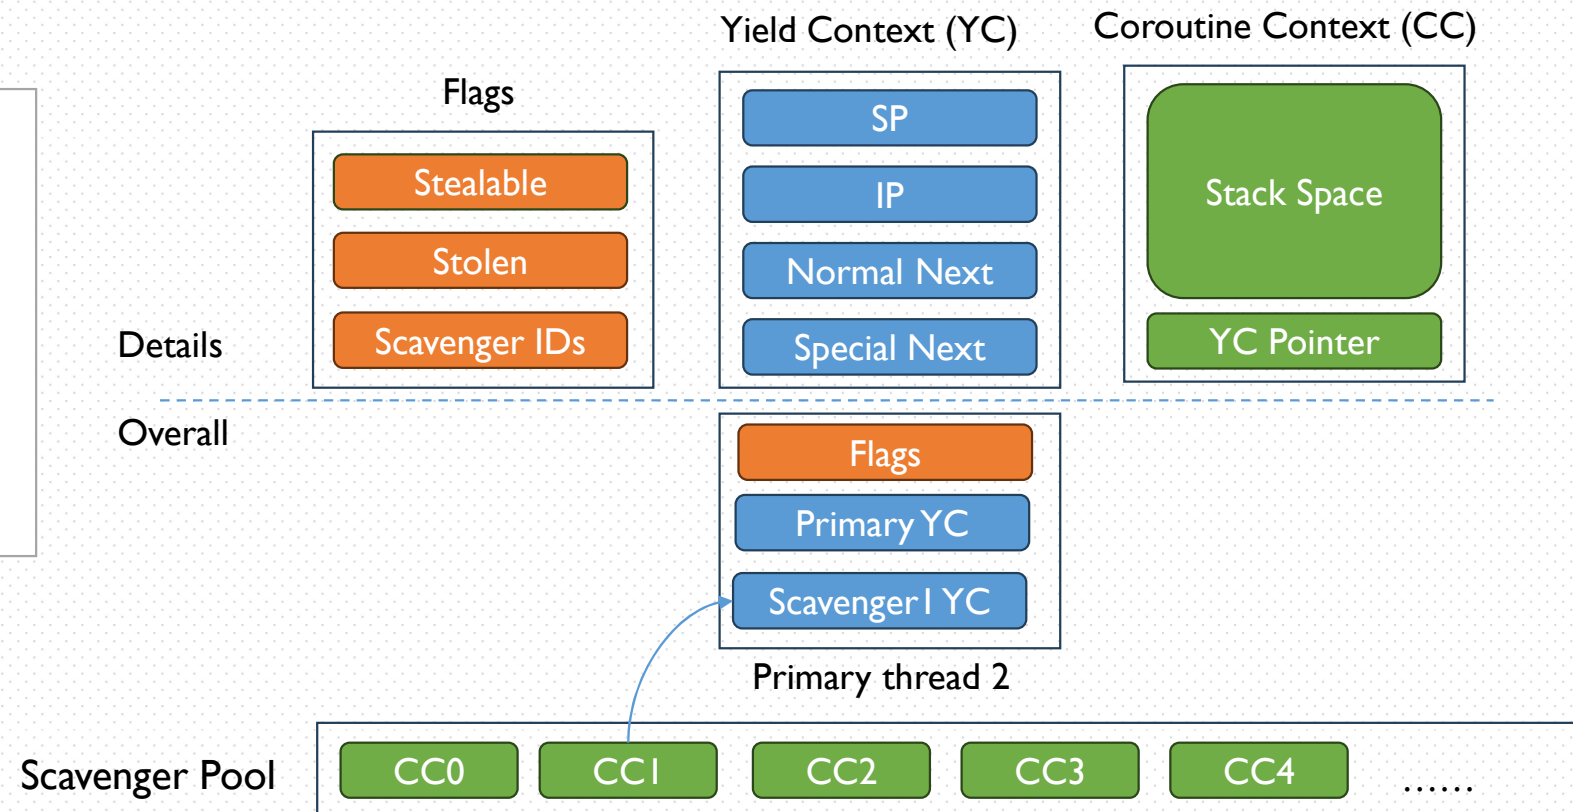 Yield Context (YC)
Coroutine Context (CC)
Flags
SP
Stealable
IP
Stack Space
Stolen
Normal Next
Scavenger IDs
Special Next
YC Pointer
Details
Overall
Flags
Primary YC
Scavenger1 YC
Primary thread 2
Scavenger Pool
CC0
CC1
CC2
CC3
CC4
......